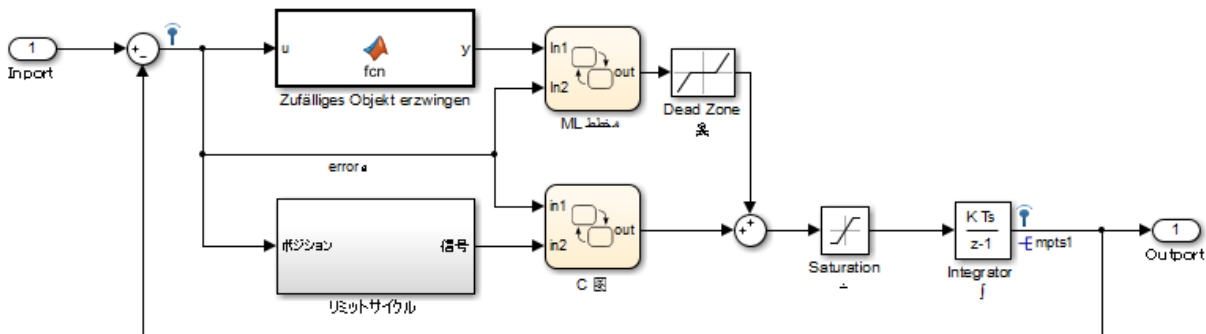 1
Inport
+
−
u
fcn
y
Zufälliges Objekt erzwingen
In1
In2
out
ML
Dead Zone
error
ポジション
信号
リミットサイクル
in1
in2
out
C 图
+
+
Saturation
K Ts
z-1
Integrator
∫
mpts1
1
Outport